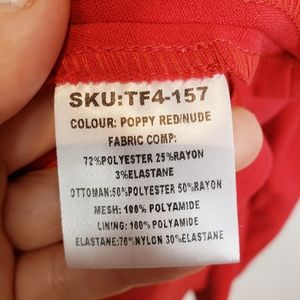 SKU:TF4-157
COLOUR: POPPY RED/NUDE
FABRIC COMP:
72%POLYESTER 25%RAYON
3%ELASTANE
OTTOMAN:50%POLYESTER 50%RAYON
MESH: 100% POLYAMIDE
LINING: 100% POLYAMIDE
ELASTANE:70%NYLON 30%ELASTANE